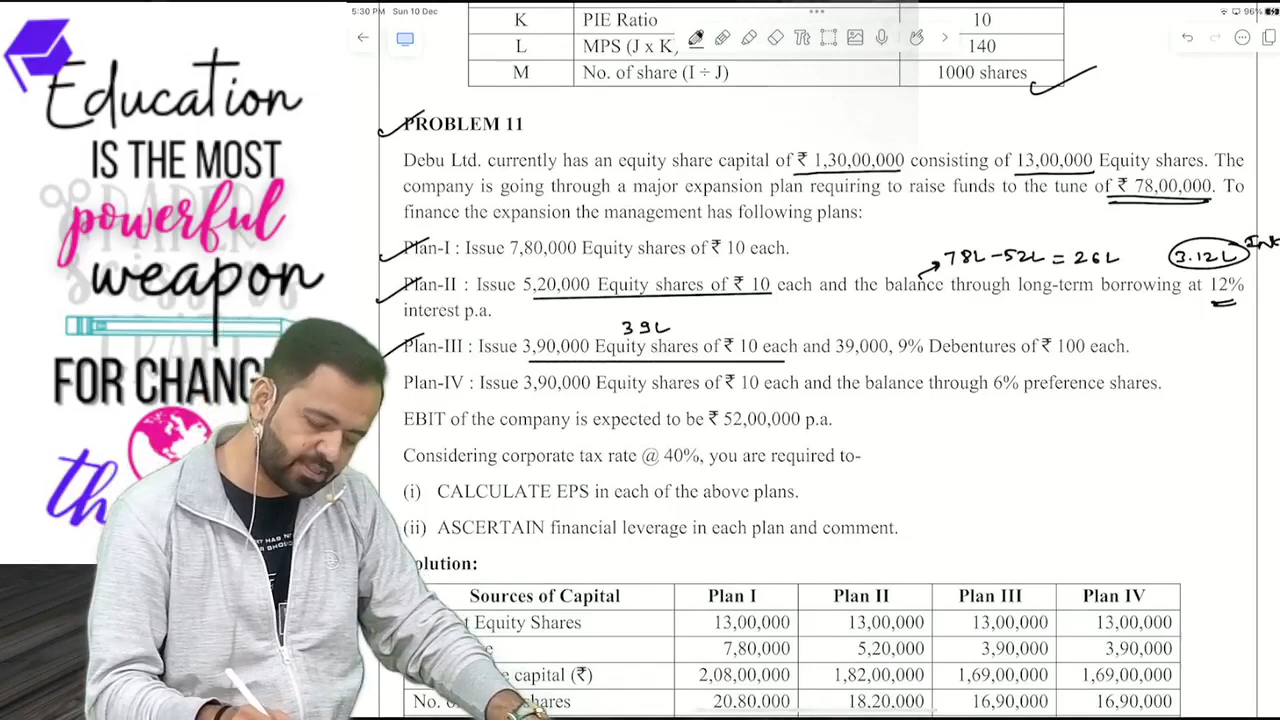 5:30 PM Sun 10 Dec
96%
Education
IS THE MOST
powerful
weapon
FOR CHANG
th
K PIE Ratio 10
L MPS (J x K) 140
M No. of share (I ÷ J) 1000 shares
PROBLEM 11
Debu Ltd. currently has an equity share capital of ₹ 1,30,00,000 consisting of 13,00,000 Equity shares. The
company is going through a major expansion plan requiring to raise funds to the tune of ₹ 78,00,000. To
finance the expansion the management has following plans:
Plan-I : Issue 7,80,000 Equity shares of ₹ 10 each.
78L - 52L = 26L 3.12L Int
Plan-II : Issue 5,20,000 Equity shares of ₹ 10 each and the balance through long-term borrowing at 12%
interest p.a.
39L
Plan-III : Issue 3,90,000 Equity shares of ₹ 10 each and 39,000, 9% Debentures of ₹ 100 each.
Plan-IV : Issue 3,90,000 Equity shares of ₹ 10 each and the balance through 6% preference shares.
EBIT of the company is expected to be ₹ 52,00,000 p.a.
Considering corporate tax rate @ 40%, you are required to-
(i) CALCULATE EPS in each of the above plans.
(ii) ASCERTAIN financial leverage in each plan and comment.
olution:
Sources of Capital Plan I Plan II Plan III Plan IV
t Equity Shares 13,00,000 13,00,000 13,00,000 13,00,000
e 7,80,000 5,20,000 3,90,000 3,90,000
capital (₹) 2,08,00,000 1,82,00,000 1,69,00,000 1,69,00,000
No. o shares 20,80,000 18,20,000 16,90,000 16,90,000